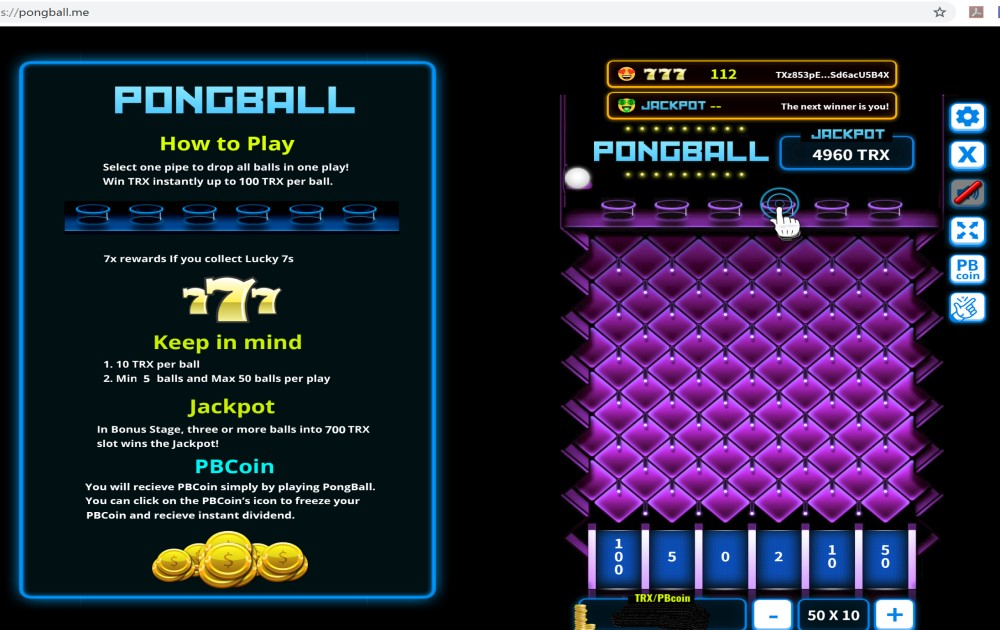 s://pongball.me
PONGBALL
How to Play
Select one pipe to drop all balls in one play!
Win TRX instantly up to 100 TRX per ball.
7x rewards If you collect Lucky 7s
777
Keep in mind
1. 10 TRX per ball
2. Min 5 balls and Max 50 balls per play
Jackpot
In Bonus Stage, three or more balls into 700 TRX
slot wins the Jackpot!
PBCoin
You will recieve PBCoin simply by playing PongBall.
You can click on the PBCoin's icon to freeze your
PBCoin and recieve instant dividend.
777 112 TXz853pE...Sd6acU5B4X
JACKPOT -- The next winner is you!
PONGBALL
JACKPOT
4960 TRX
X
PB
coin
100 5 0 2 10 50
TRX/PBcoin
- 50 X 10 +